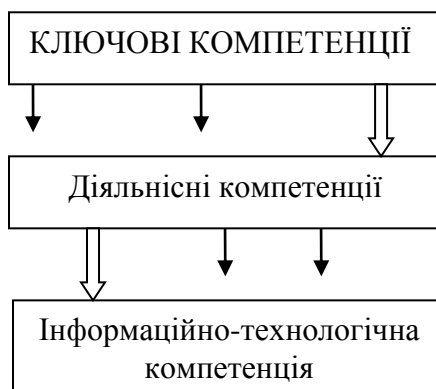 КЛЮЧОВІ КОМПЕТЕНЦІЇ
Діяльнісні компетенції
Інформаційно-технологічна
компетенція